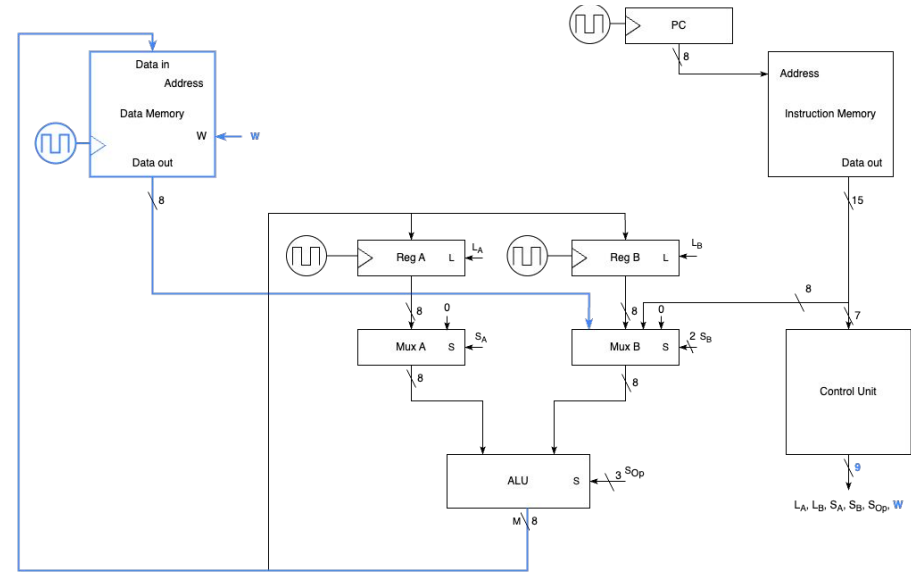 PC
8
Data in
Address
Data Memory
W
W
Data out
8
Address
Instruction Memory
Data out
15
Reg A
L
LA
Reg B
L
LB
8
0
8
0
8
7
Mux A
S
SA
Mux B
S
2
SB
8
8
Control Unit
ALU
S
3
SOp
9
M
8
LA, LB, SA, SB, SOp, W